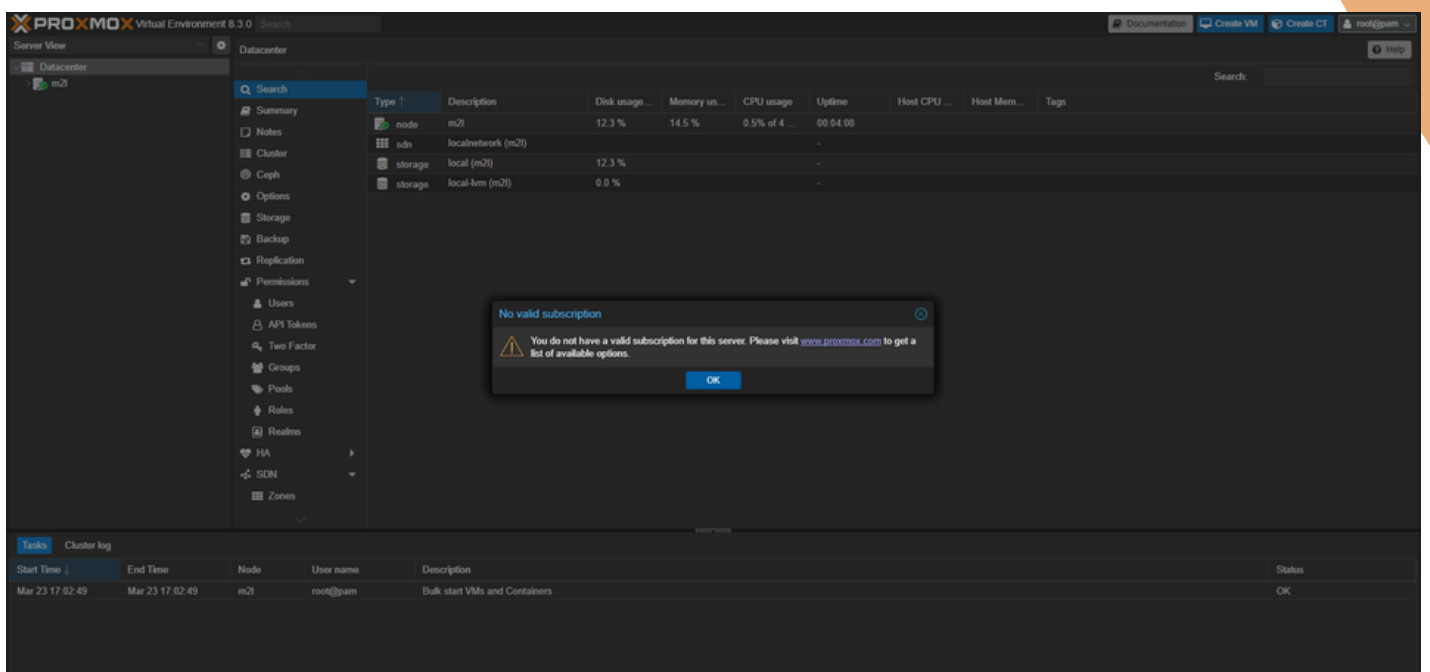 PROXMOX Virtual Environment 8.3.0 Search Documentation Create VM Create CT root@pam
Server View
Datacenter
m2l
Datacenter Help
Search
Summary
Notes
Cluster
Ceph
Options
Storage
Backup
Replication
Permissions
Users
API Tokens
Two Factor
Groups
Pools
Roles
Realms
HA
SDN
Zones
Search:
Type ↑ Description Disk usage... Memory us... CPU usage Uptime Host CPU ... Host Mem... Tags
node m2l 12.3 % 14.5 % 0.5% of 4 ... 00:04:08
sdn localnetwork (m2l) -
storage local (m2l) 12.3 % -
storage local-lvm (m2l) 0.0 % -
No valid subscription
You do not have a valid subscription for this server. Please visit www.proxmox.com to get a
list of available options.
OK
Tasks Cluster log
Start Time ↓ End Time Node User name Description Status
Mar 23 17:02:49 Mar 23 17:02:49 m2l root@pam Bulk start VMs and Containers OK